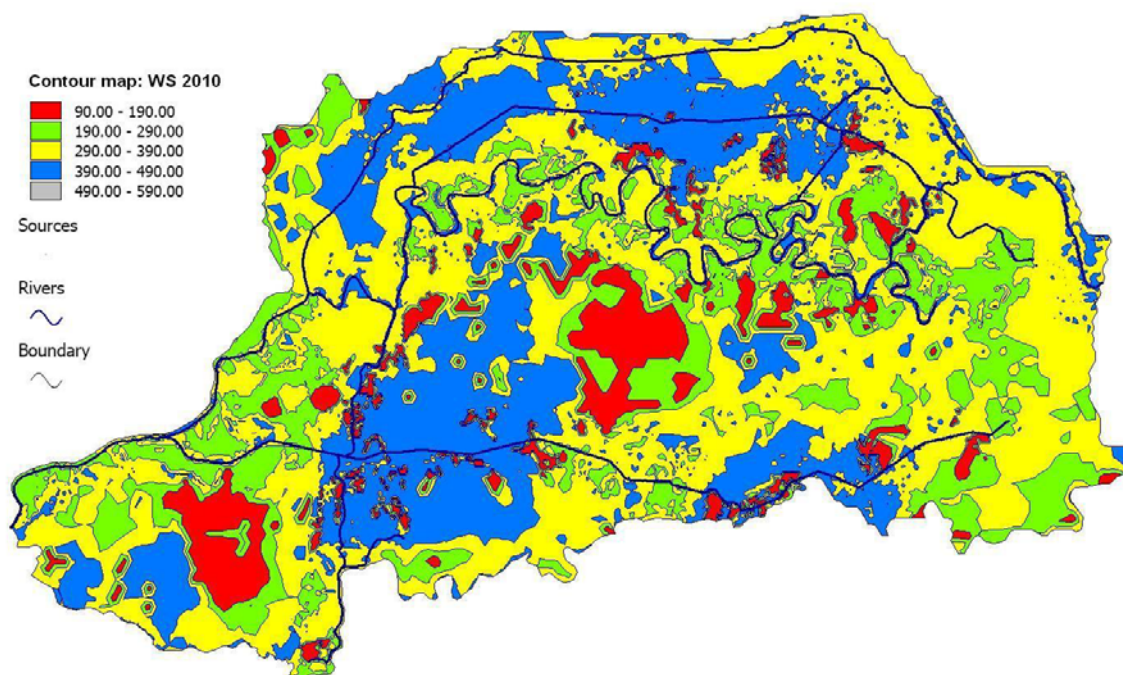 Contour map: WS 2010
90.00 - 190.00
190.00 - 290.00
290.00 - 390.00
390.00 - 490.00
490.00 - 590.00
Sources
Rivers
Boundary